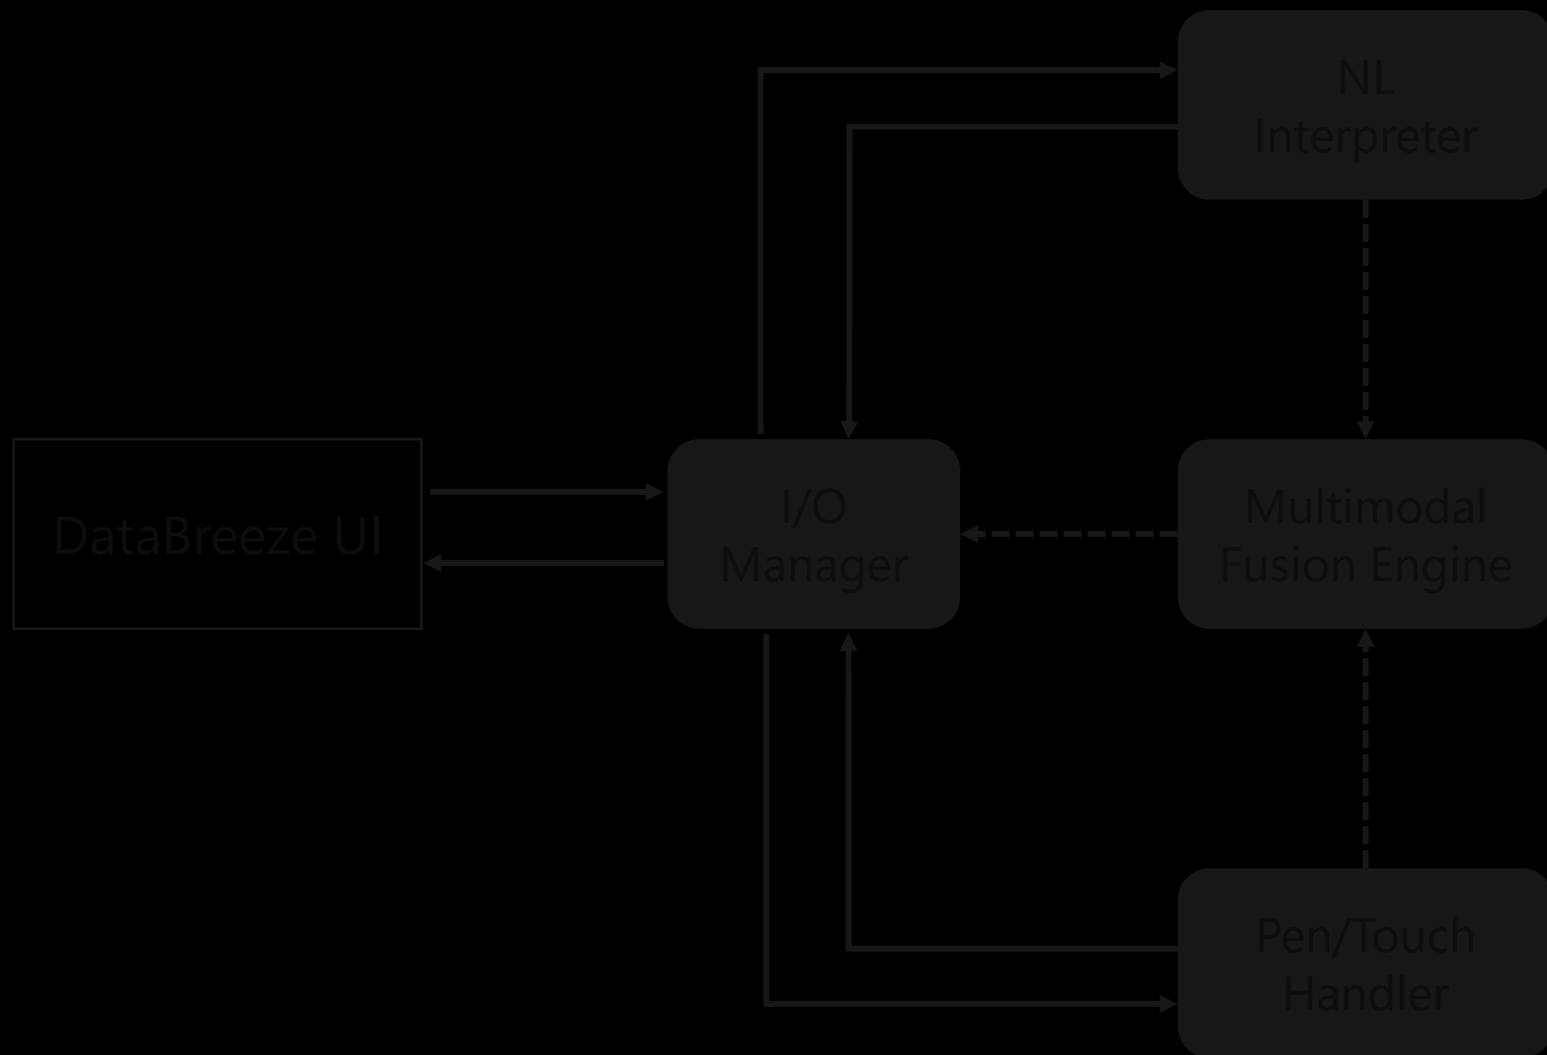 NL
Interpreter
DataBreeze UI
I/O
Manager
Multimodal
Fusion Engine
Pen/Touch
Handler